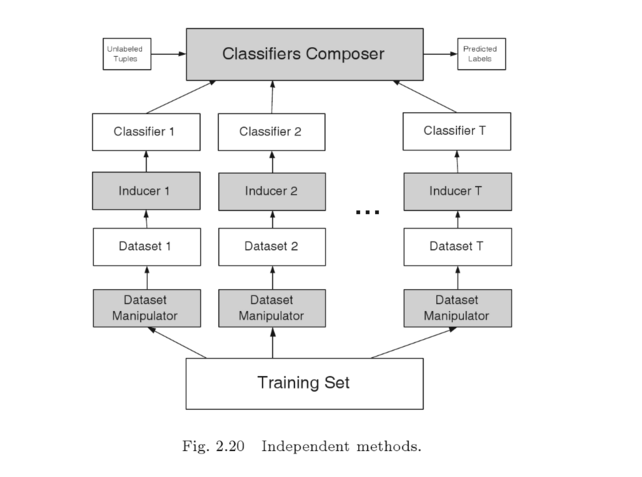 Unlabeled
Tuples
Classifiers Composer
Predicted
Labels
Classifier 1
Classifier 2
Classifier T
Inducer 1
Inducer 2
...
Inducer T
Dataset 1
Dataset 2
Dataset T
Dataset
Manipulator
Dataset
Manipulator
Dataset
Manipulator
Training Set
Fig. 2.20 Independent methods.